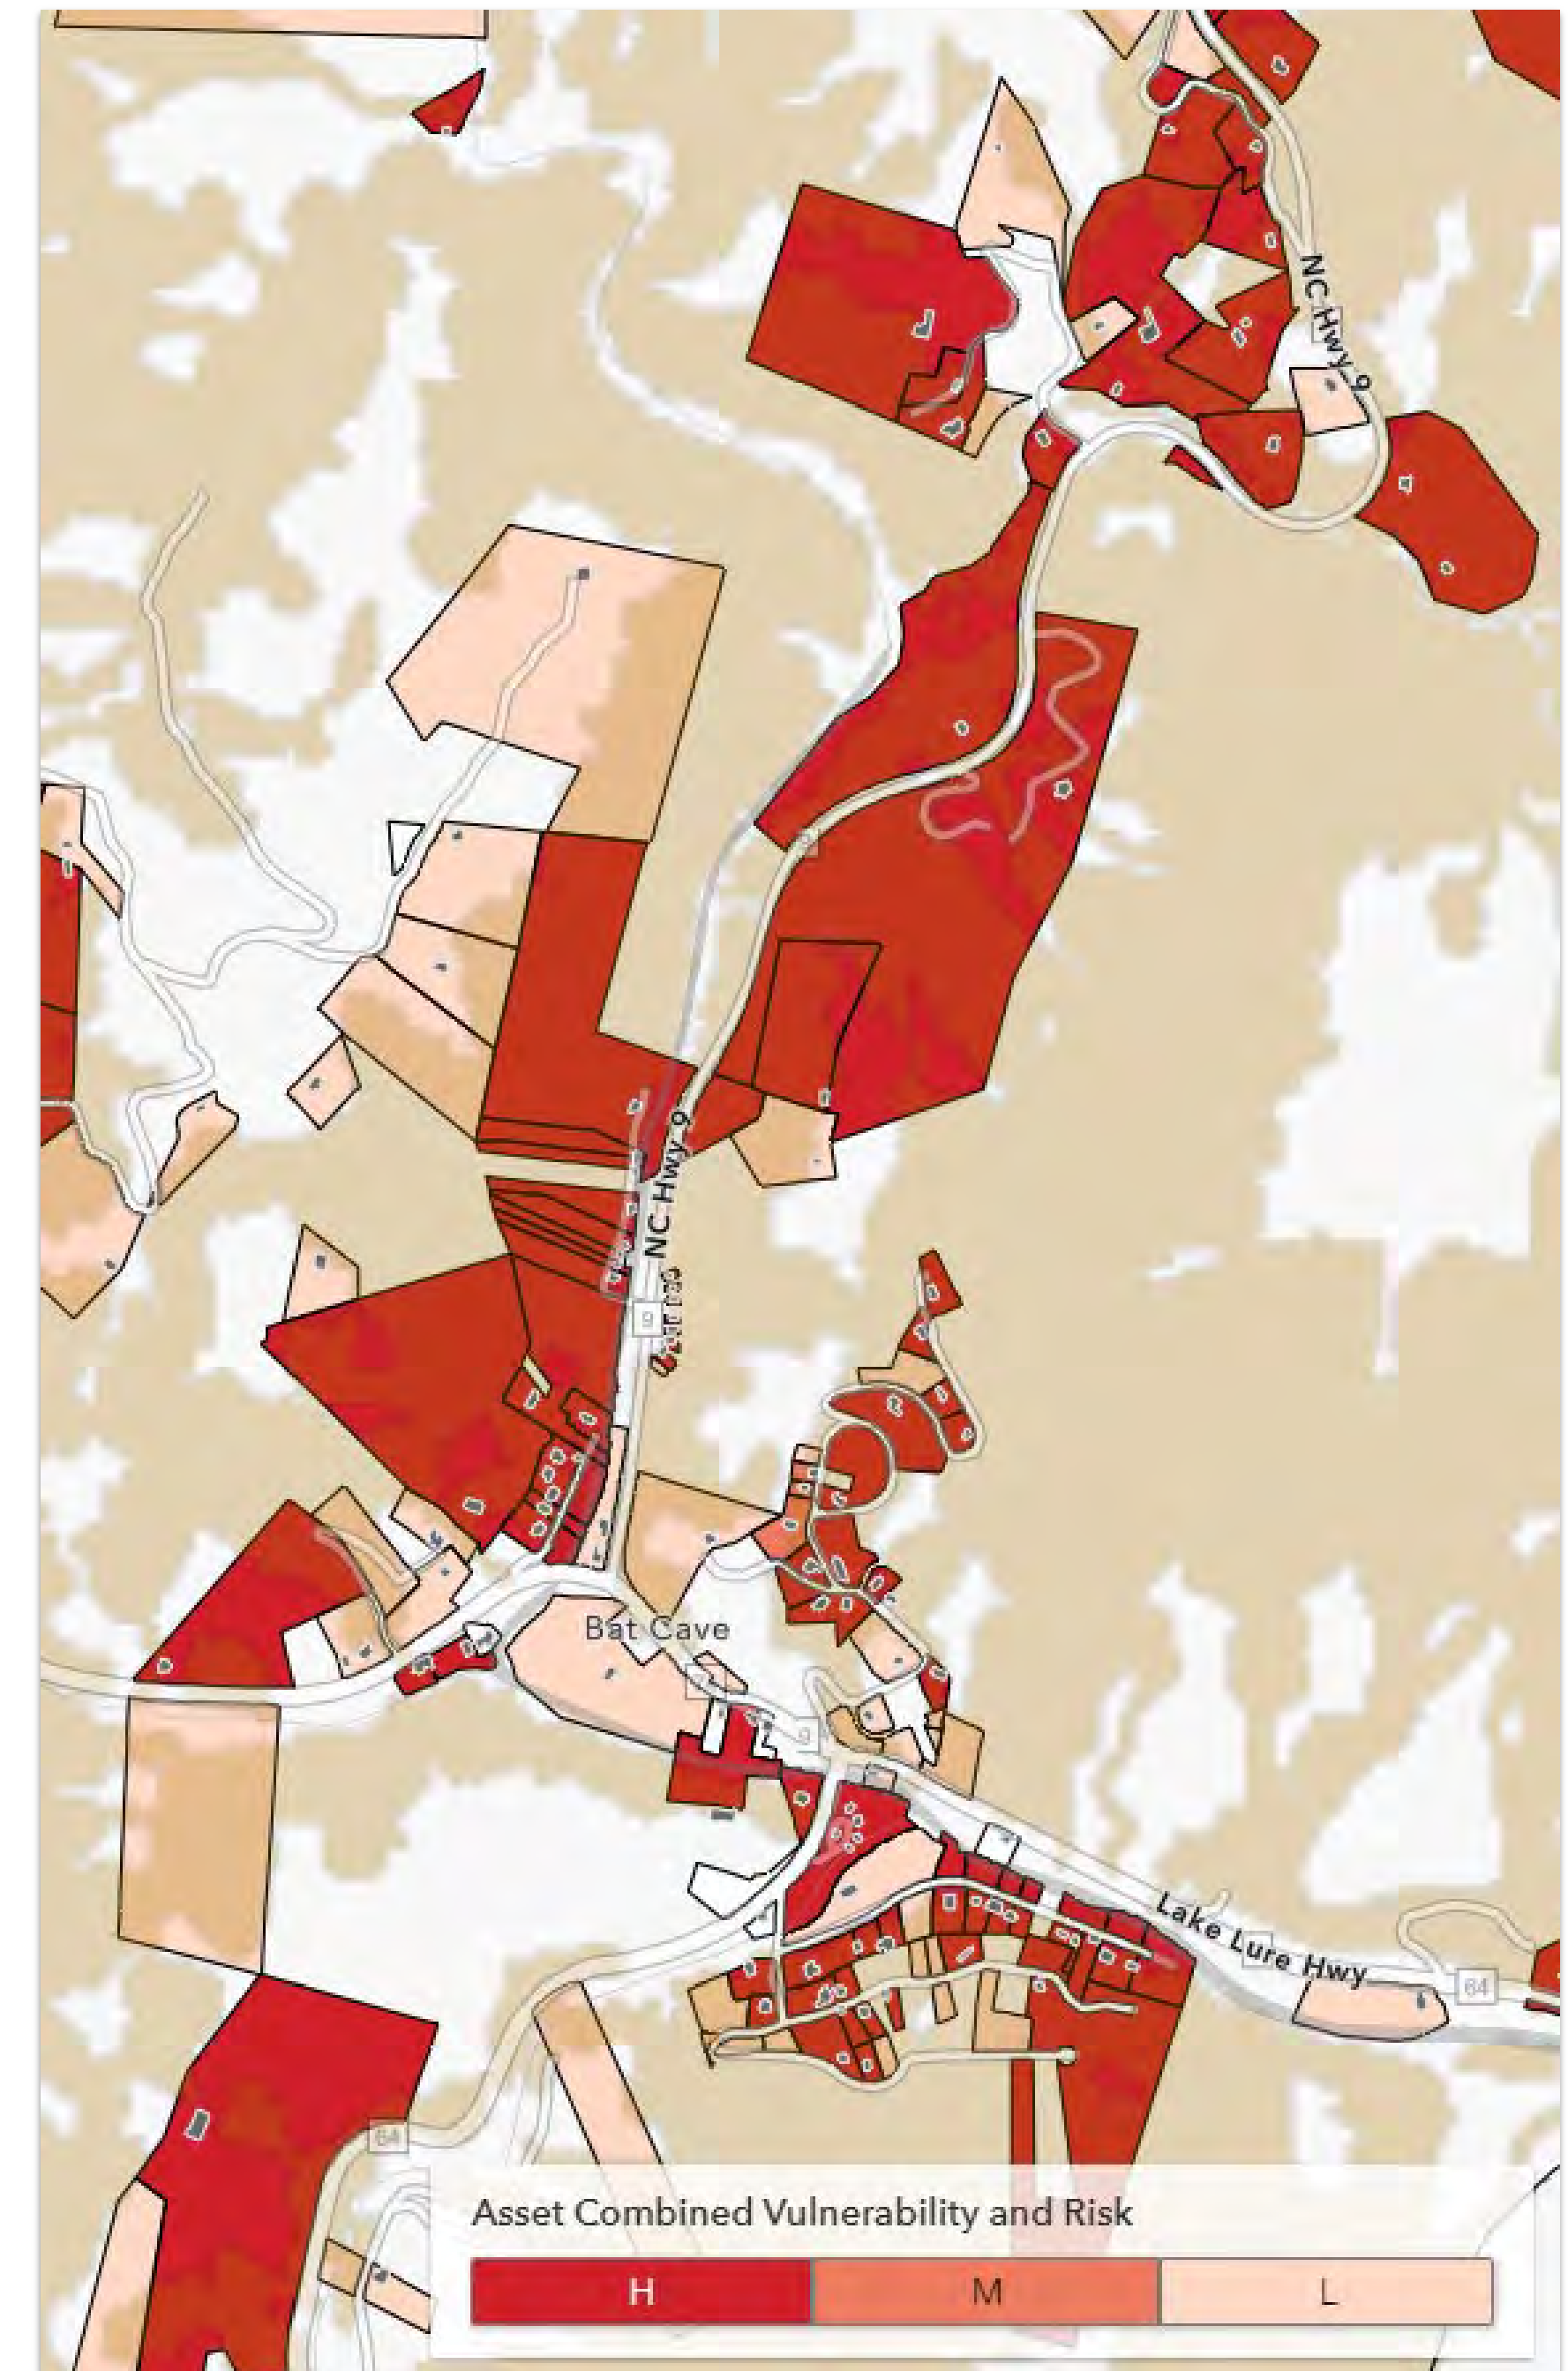 NC Hwy 9
9
NC Hwy 9
9
Bat Cave
9
Lake Lure Hwy
64
64
Asset Combined Vulnerability and Risk
H
M
L